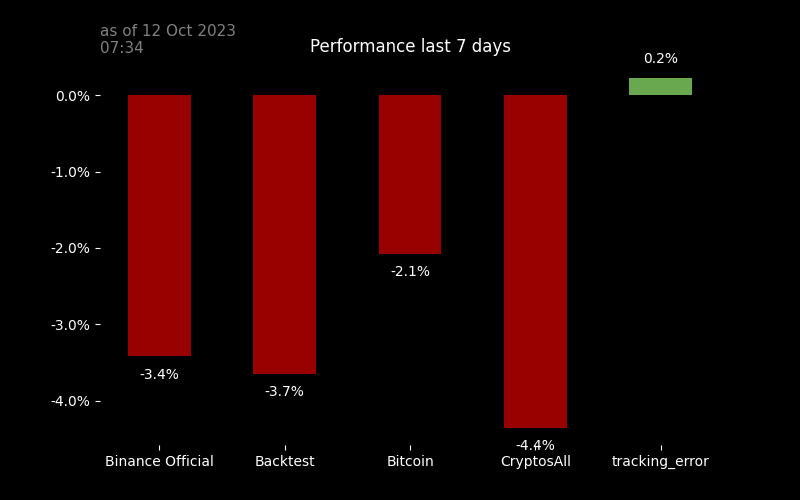 as of 12 Oct 2023
07:34
Performance last 7 days
0.2%
0.0%
-1.0%
-2.0%
-3.0%
-4.0%
-3.4%
-3.7%
-2.1%
-4.4%
Binance Official
Backtest
Bitcoin
CryptosAll
tracking_error